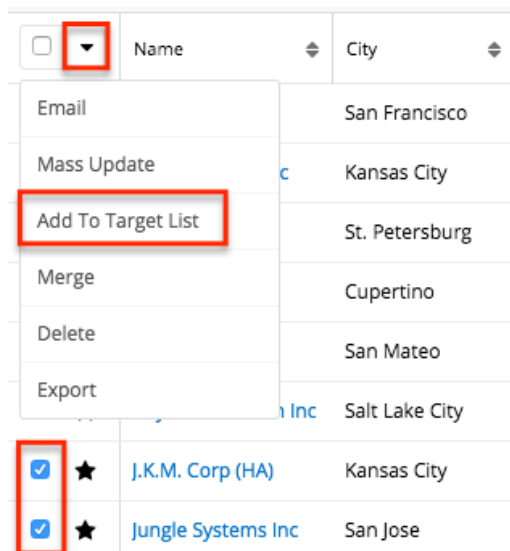 Name City
Email
San Francisco
Mass Update
c Kansas City
Add To Target List
St. Petersburg
Merge
Cupertino
Delete
San Mateo
Export
Inc Salt Lake City
J.K.M. Corp (HA) Kansas City
Jungle Systems Inc San Jose